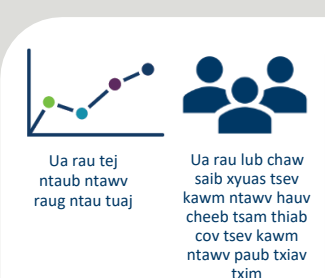 Ua rau tej
ntaub ntawv
raug ntau tuaj
Ua rau lub chaw
saib xyuas tsev
kawm ntawv hauv
cheeb tsam thiab
cov tsev kawm
ntawv paub txiav
txim